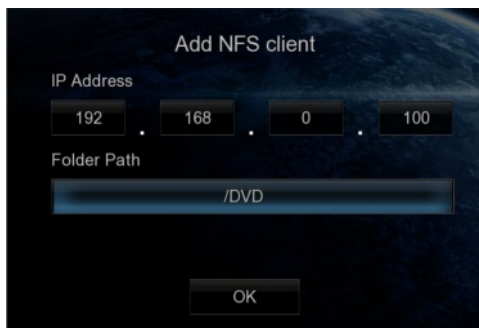 Add NFS client
IP Address
192 . 168 . 0 . 100
Folder Path
/DVD
OK